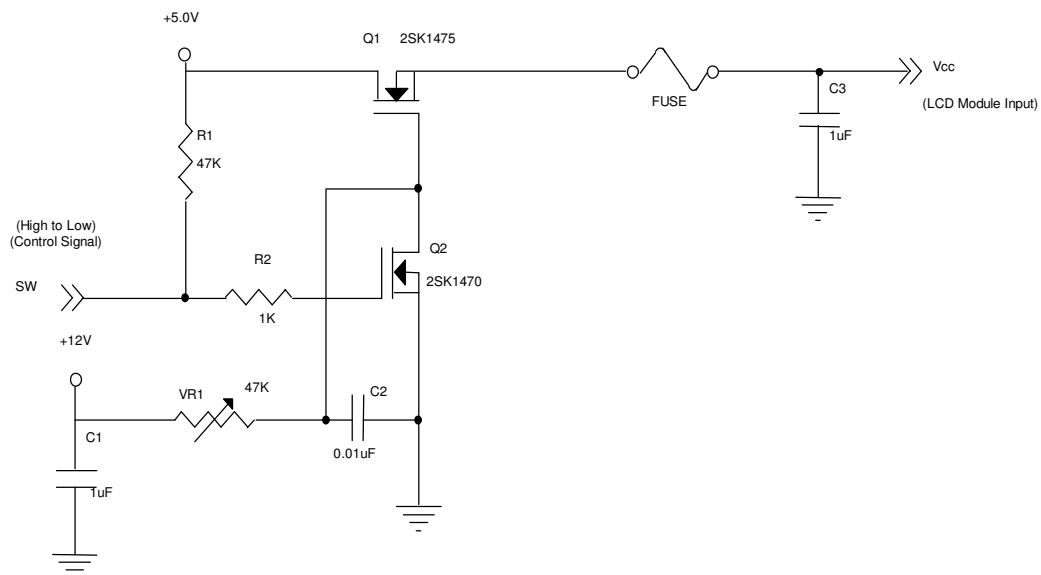 +5.0V
Q1 2SK1475
Vcc
C3
FUSE
(LCD Module Input)
R1
1uF
47K
(High to Low)
(Control Signal)
Q2
R2
SW
2SK1470
1K
+12V
47K
VR1
C2
C1
0.01uF
1uF